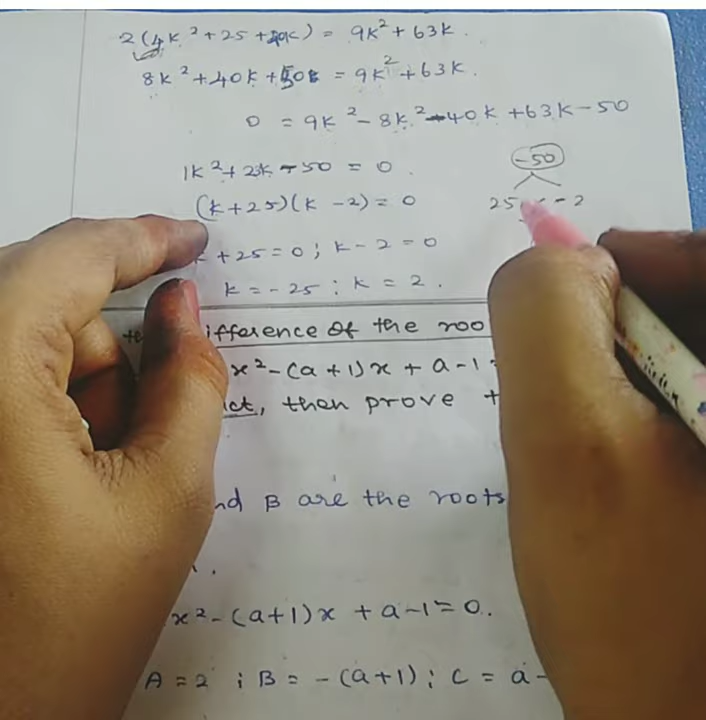 2(4k²+25+20k) = 9k²+63k.
8k²+40k+50 = 9k²+63k.
0 = 9k²-8k²-40k+63k-50
1k²+23k-50 = 0.
-50
(k+25)(k-2)=0
25 -2
+25=0; k-2=0
k=-25; k=2.
ifference of the roo
x²-(a+1)x+a-1
ct, then prove t
nd B are the roots
x²-(a+1)x+a-1=0.
A=2; B=-(a+1); C=a-